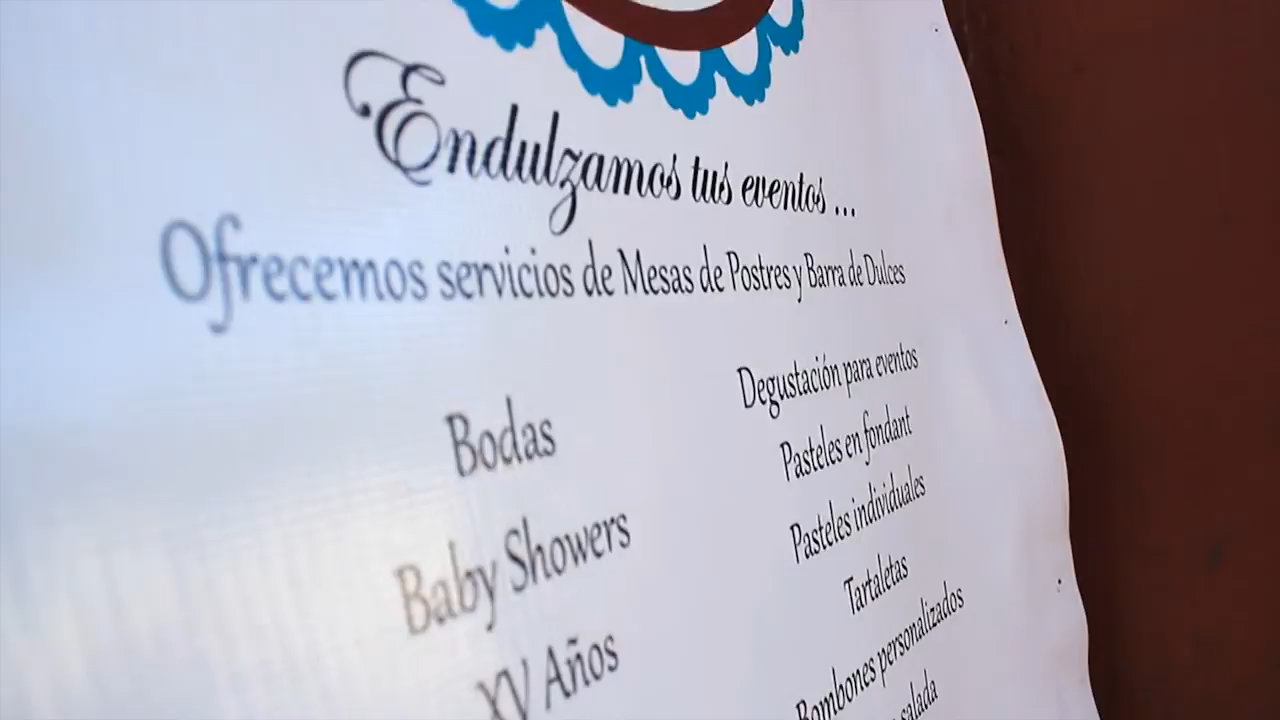 Endulzamos tus eventos ...
Ofrecemos servicios de Mesas de Postres y Barra de Dulces
Bodas
Baby Showers
XV Años
Degustación para eventos
Pasteles en fondant
Pasteles individuales
Tartaletas
Bombones personalizados
salada